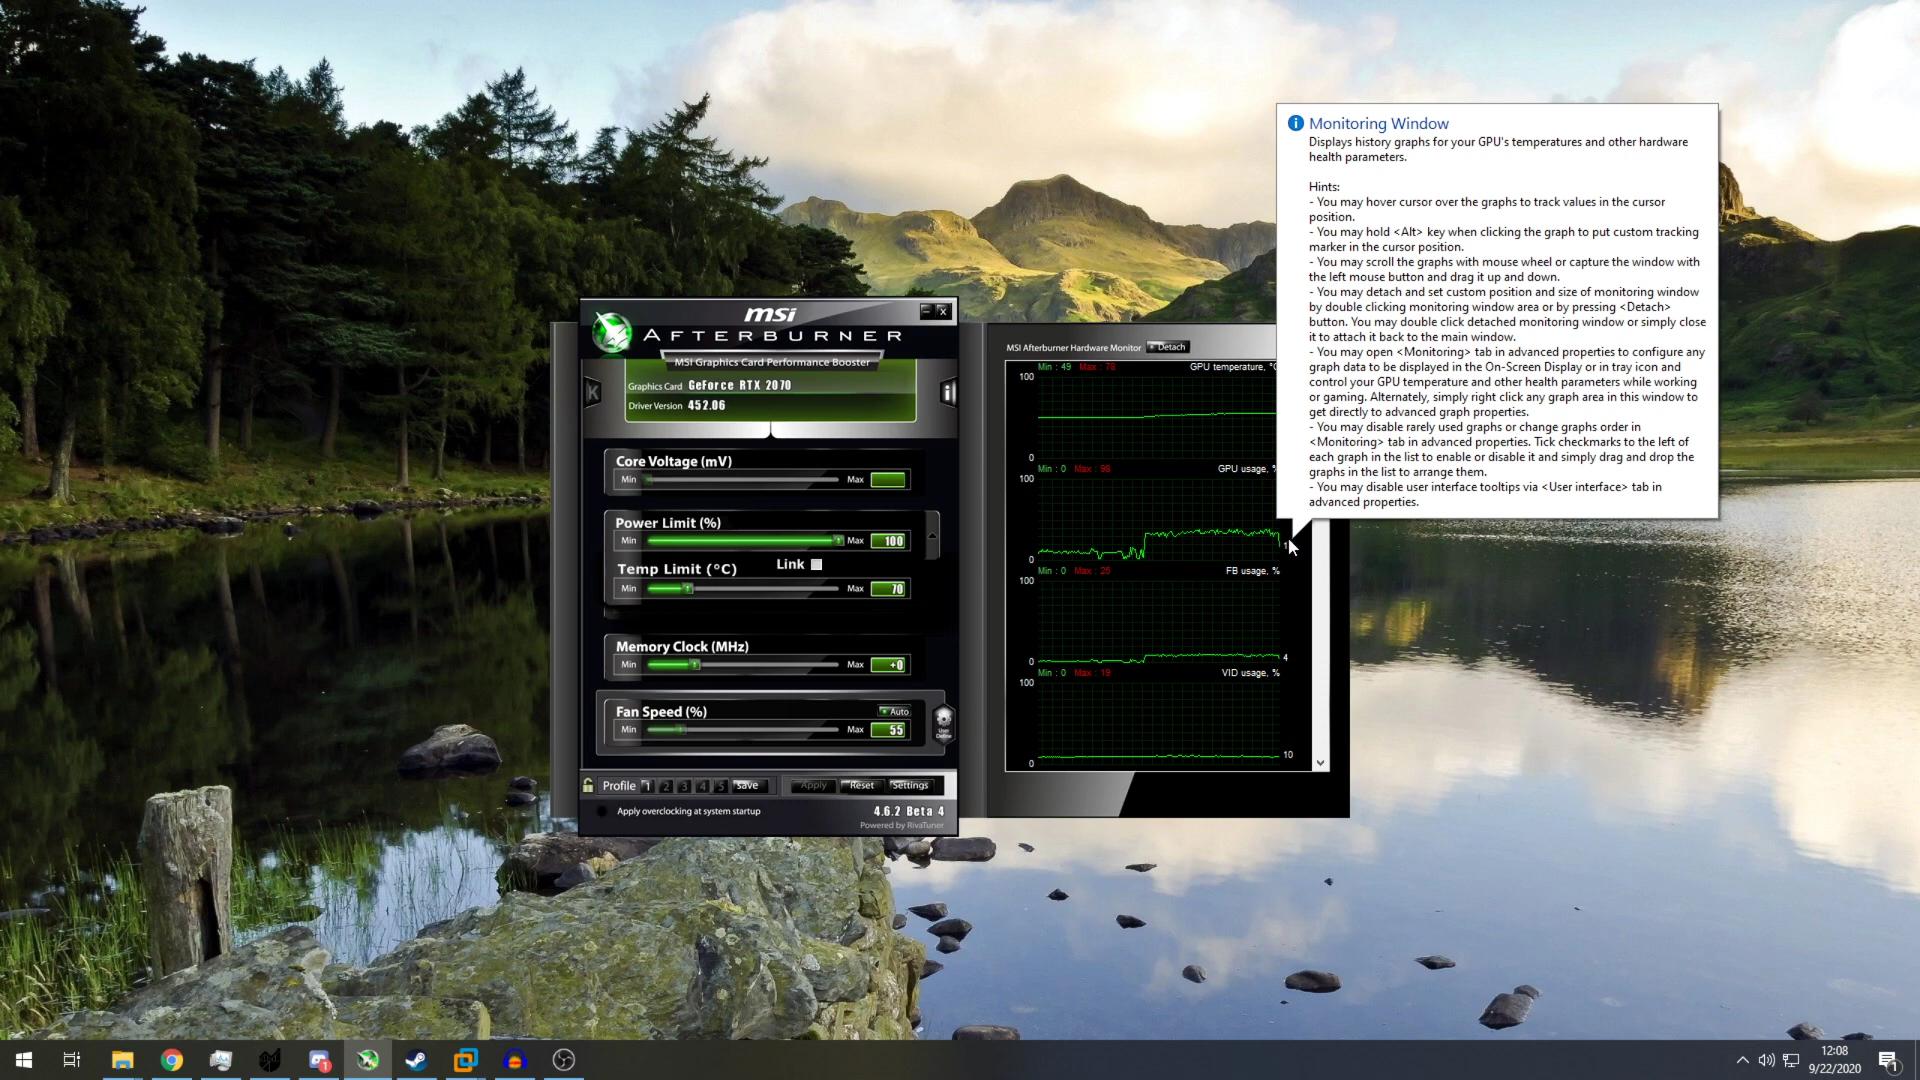 Monitoring Window
Displays history graphs for your GPU's temperatures and other hardware
health parameters.
Hints:
- You may hover cursor over the graphs to track values in the cursor
position.
- You may hold <Alt> key when clicking the graph to put custom tracking
marker in the cursor position.
- You may scroll the graphs with mouse wheel or capture the window with
the left mouse button and drag it up and down.
- You may detach and set custom position and size of monitoring window
by double clicking monitoring window area or by pressing <Detach>
button. You may double click detached monitoring window or simply close
it to attach it back to the main window.
- You may open <Monitoring> tab in advanced properties to configure any
graph data to be displayed in the On-Screen Display or in tray icon and
control your GPU temperature and other health parameters while working
or gaming. Alternately, simply right click any graph area in this window to
get directly to advanced graph properties.
- You may disable rarely used graphs or change graphs order in
<Monitoring> tab in advanced properties. Tick checkmarks to the left of
each graph in the list to enable or disable it and simply drag and drop the
graphs in the list to arrange them.
- You may disable user interface tooltips via <User interface> tab in
advanced properties.
msi
AFTERBURNER
MSI Graphics Card Performance Booster
K
i
Graphics Card GeForce RTX 2070
Driver Version 452.06
Core Voltage (mV)
Min Max
Power Limit (%)
Min Max 100
Temp Limit (°C) Link
Min Max 70
Memory Clock (MHz)
Min Max +0
Fan Speed (%) Auto
Min Max 55
User
Define
Profile 1 2 3 4 5 save Apply Reset Settings
Apply overclocking at system startup 4.6.2 Beta 4
Powered by RivaTuner
MSI Afterburner Hardware Monitor Detach
Min : 49 Max : 78 GPU temperature, °C
100
0
Min : 0 Max : 98 GPU usage, %
100
0
Min : 0 Max : 25 FB usage, %
100
0 4
Min : 0 Max : 19 VID usage, %
100
0 10
1
12:08
9/22/2020
1